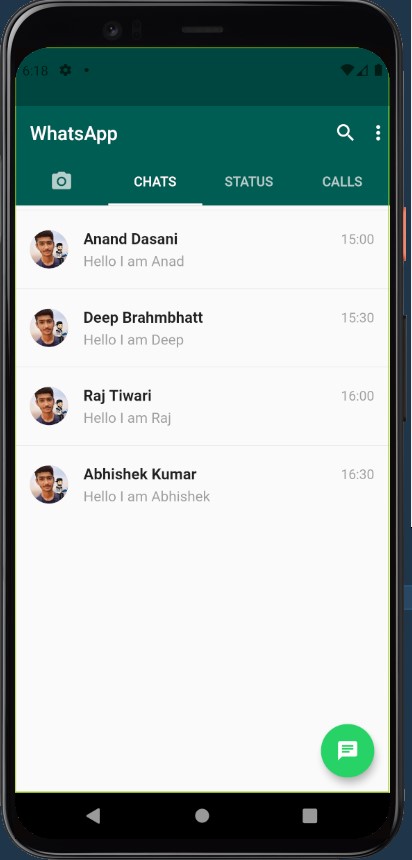 6:18
WhatsApp
CHATS STATUS CALLS
Anand Dasani 15:00
Hello I am Anad
Deep Brahmbhatt 15:30
Hello I am Deep
Raj Tiwari 16:00
Hello I am Raj
Abhishek Kumar 16:30
Hello I am Abhishek